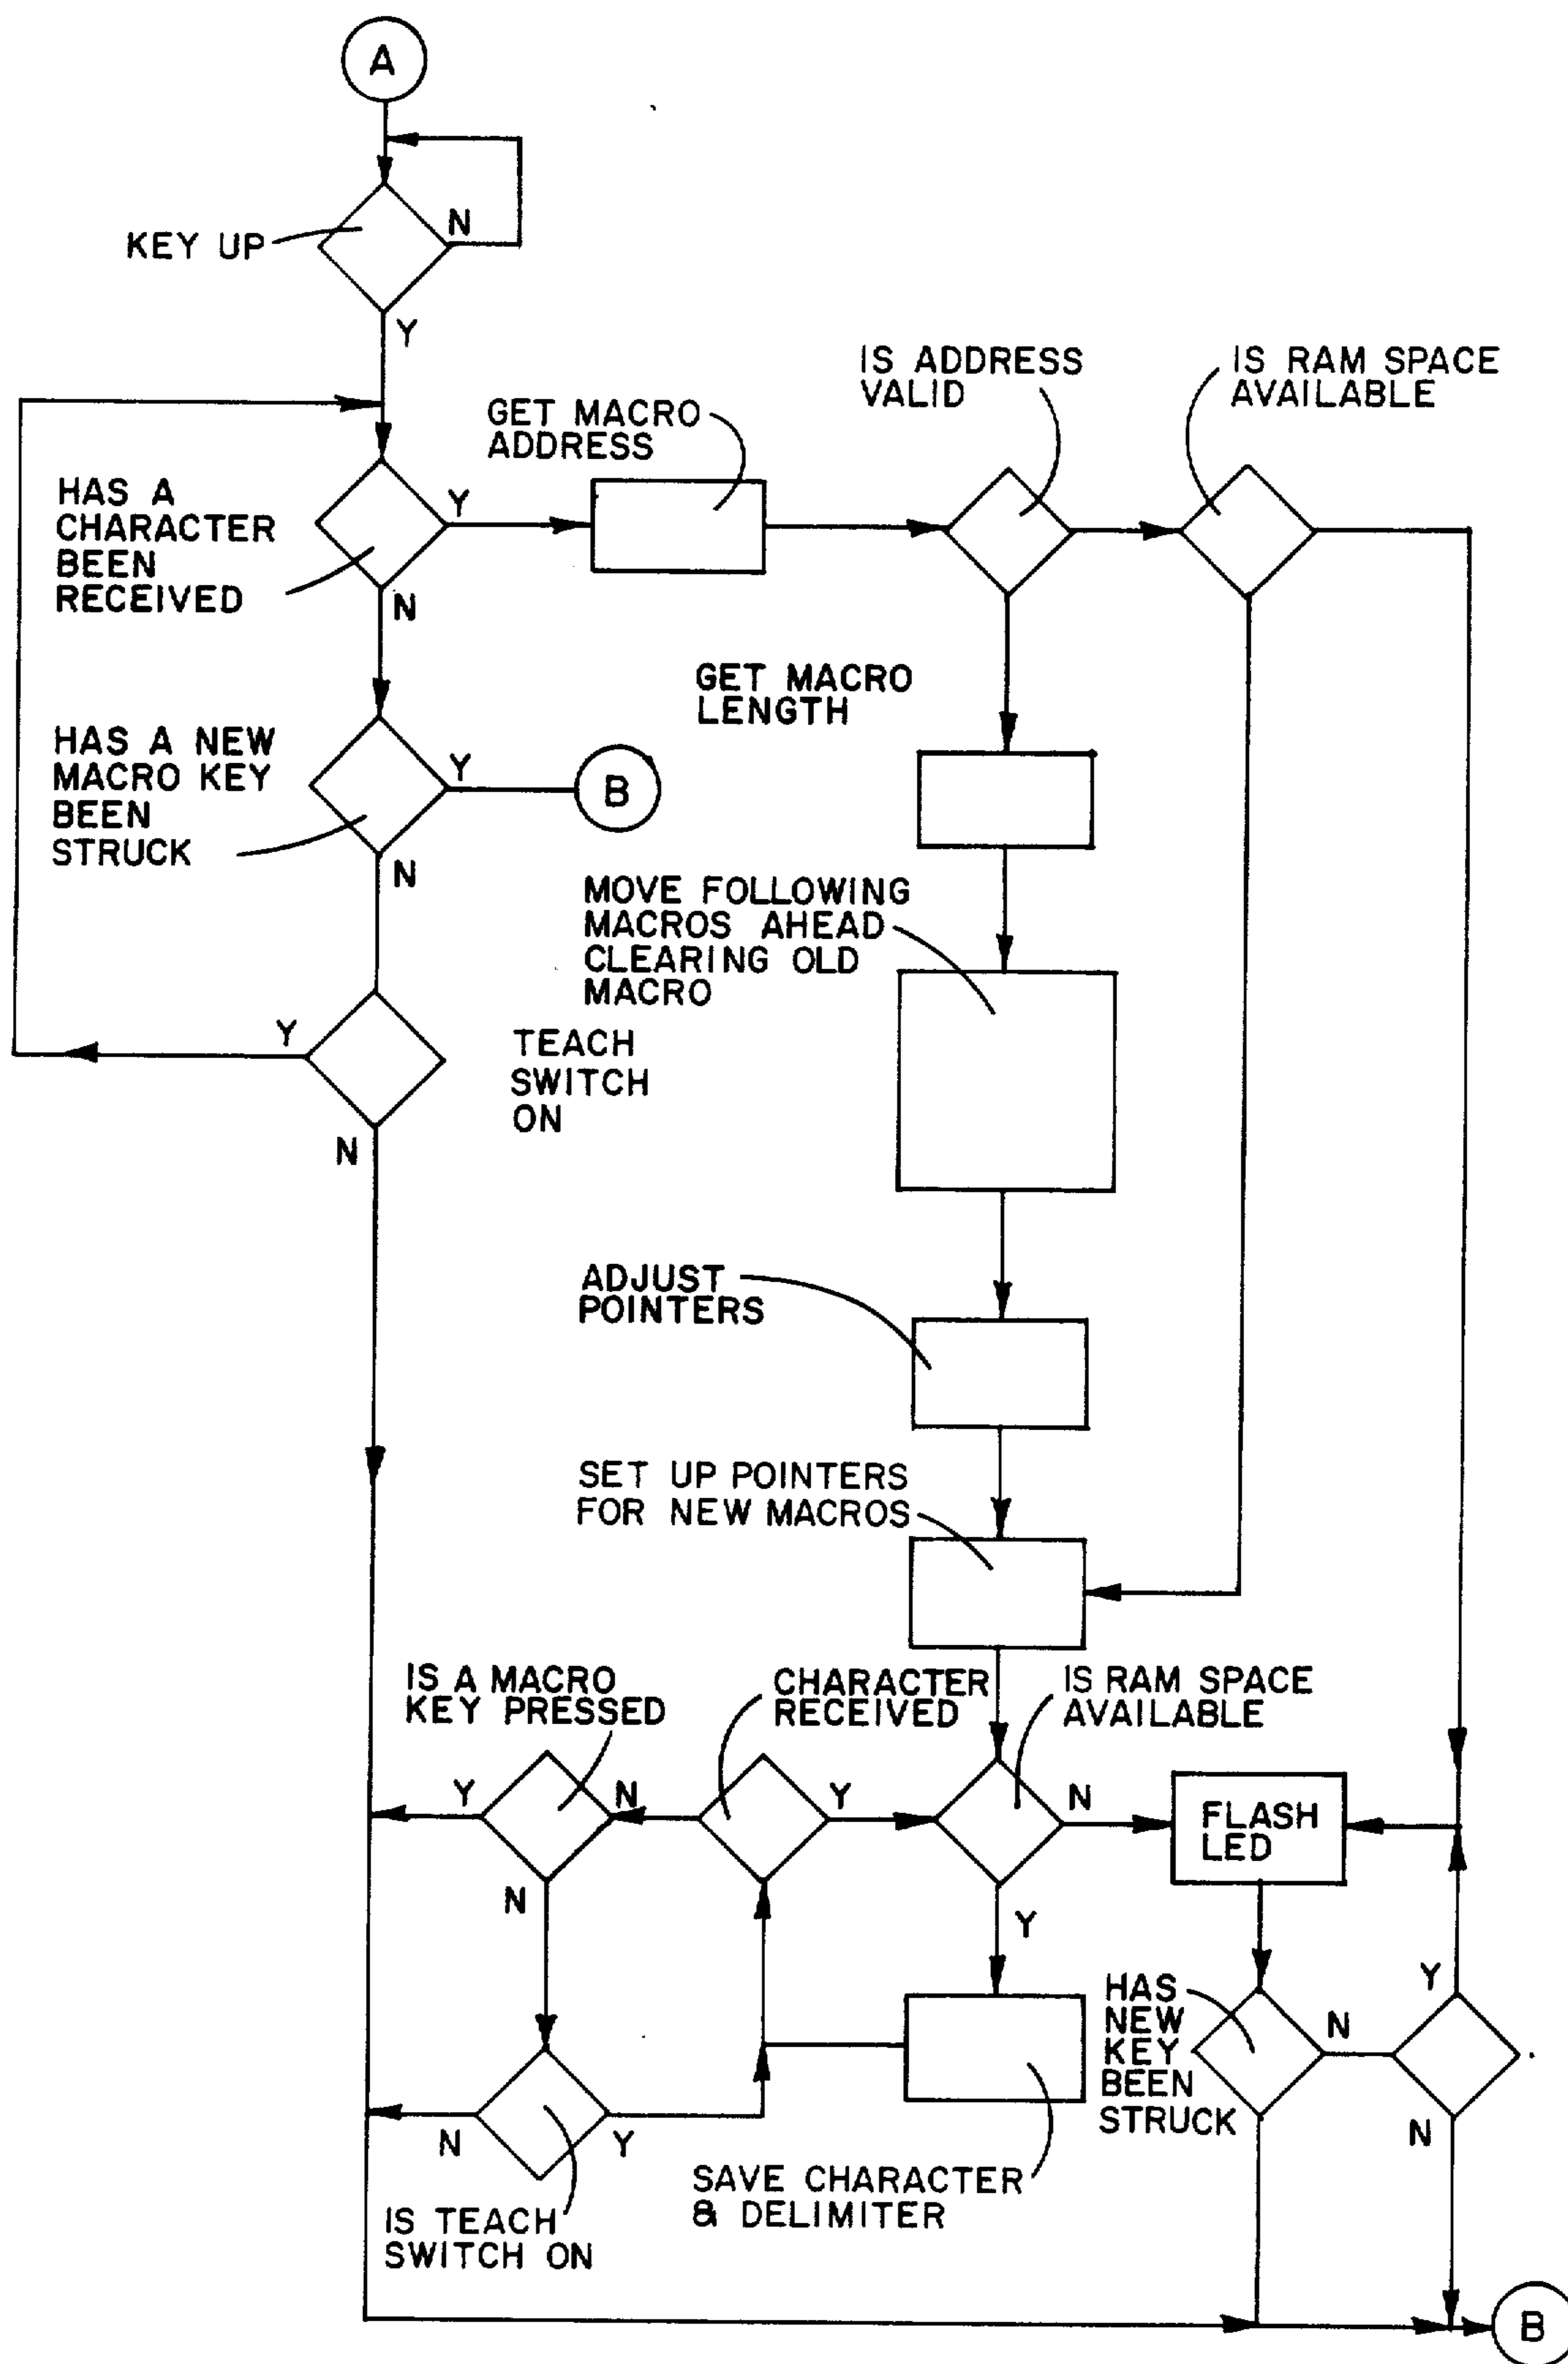 A
KEY UP
N
Y
IS ADDRESS
VALID
IS RAM SPACE
AVAILABLE
GET MACRO
ADDRESS
HAS A
CHARACTER
BEEN
RECEIVED
Y
N
GET MACRO
LENGTH
HAS A NEW
MACRO KEY
BEEN
STRUCK
Y
B
N
MOVE FOLLOWING
MACROS AHEAD
CLEARING OLD
MACRO
Y
TEACH
SWITCH
ON
N
ADJUST
POINTERS
SET UP POINTERS
FOR NEW MACROS
IS A MACRO
KEY PRESSED
CHARACTER
RECEIVED
IS RAM SPACE
AVAILABLE
Y
N
Y
N
FLASH
LED
N
Y
HAS
NEW
KEY
BEEN
STRUCK
N
Y
N
N
Y
SAVE CHARACTER
& DELIMITER
IS TEACH
SWITCH ON
B